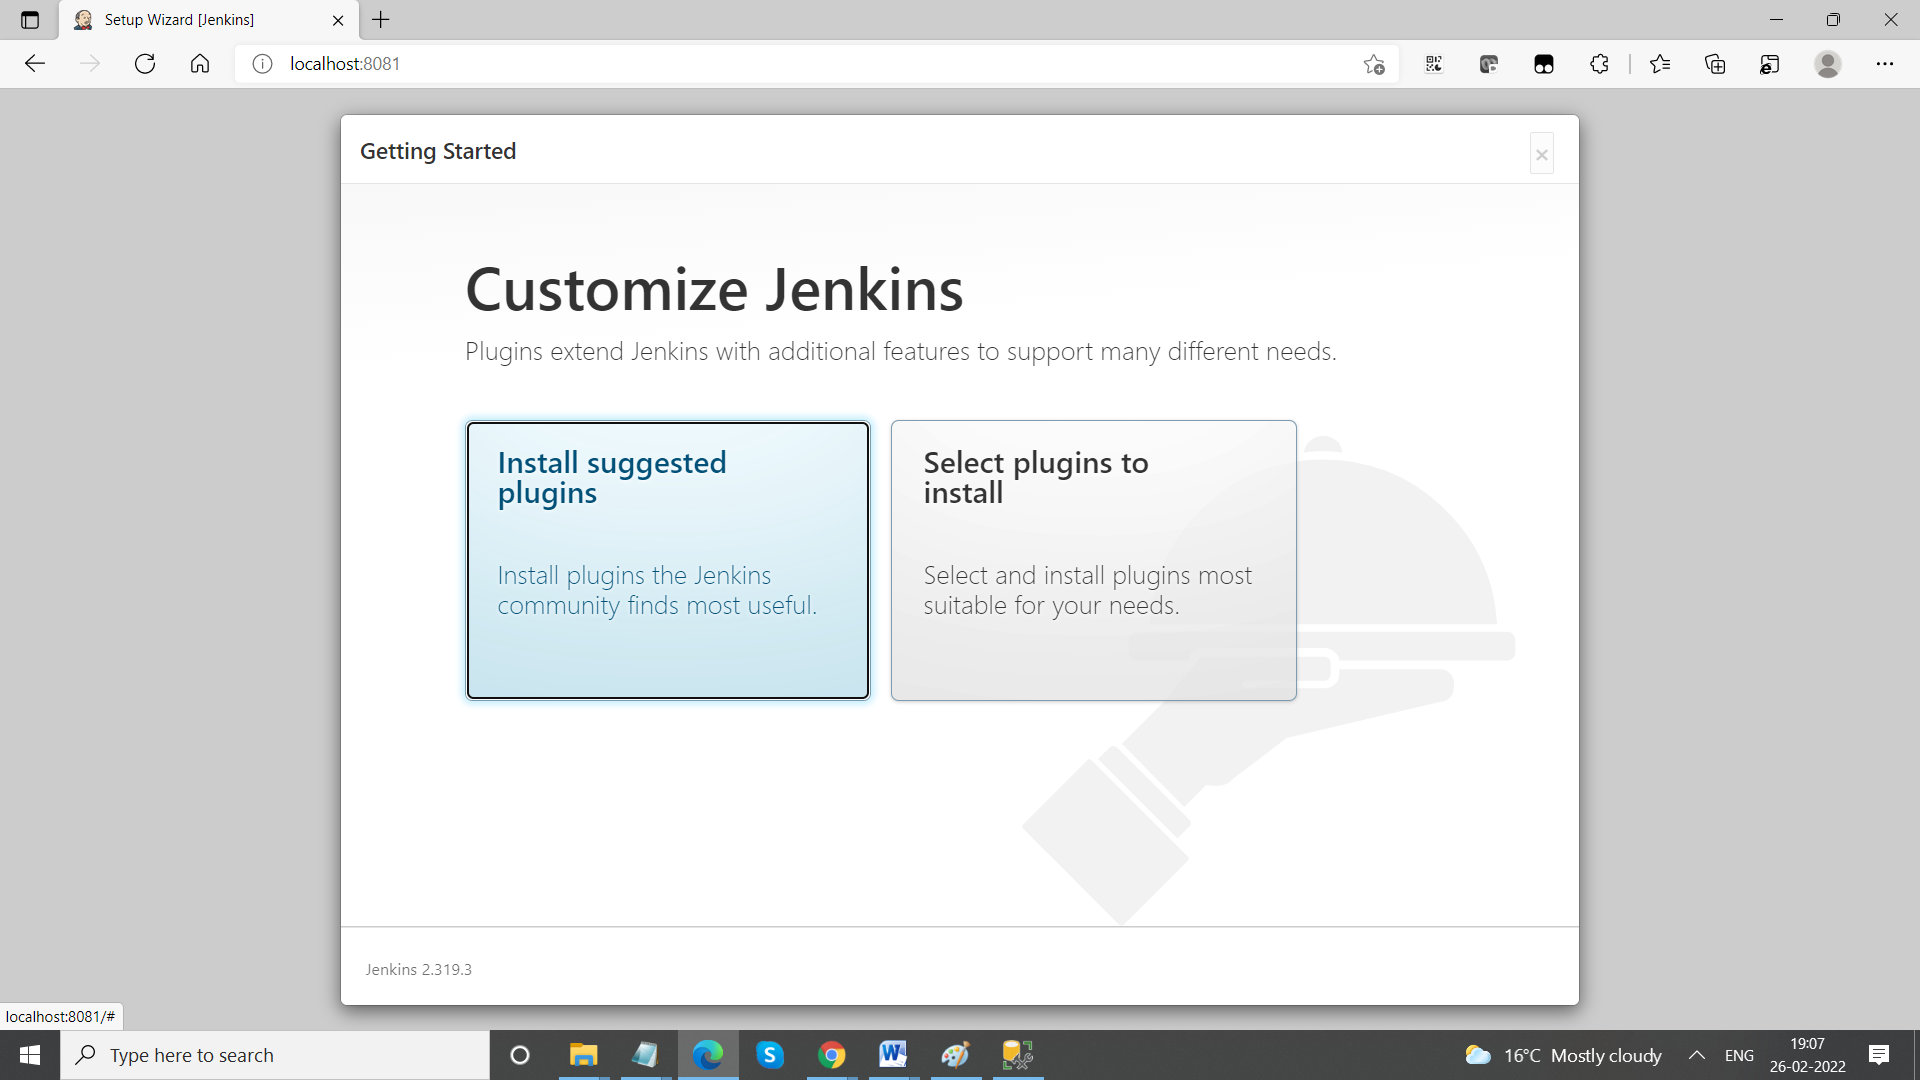 Setup Wizard [Jenkins]
localhost:8081
Getting Started
Customize Jenkins
Plugins extend Jenkins with additional features to support many different needs.
Install suggested
plugins
Install plugins the Jenkins
community finds most useful.
Select plugins to
install
Select and install plugins most
suitable for your needs.
Jenkins 2.319.3
localhost:8081/#
Type here to search
16°C Mostly cloudy
ENG
19:07
26-02-2022